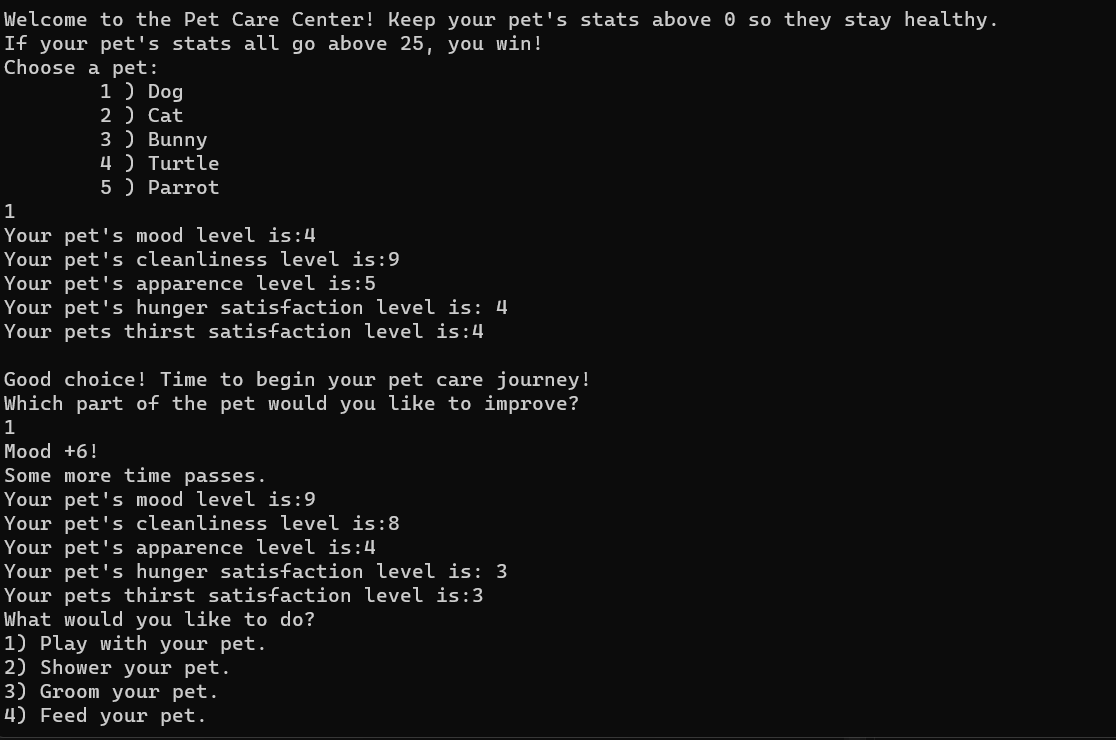 Welcome to the Pet Care Center! Keep your pet's stats above 0 so they stay healthy.
If your pet's stats all go above 25, you win!
Choose a pet:
1 ) Dog
2 ) Cat
3 ) Bunny
4 ) Turtle
5 ) Parrot
1
Your pet's mood level is:4
Your pet's cleanliness level is:9
Your pet's apparence level is:5
Your pet's hunger satisfaction level is: 4
Your pets thirst satisfaction level is:4
Good choice! Time to begin your pet care journey!
Which part of the pet would you like to improve?
1
Mood +6!
Some more time passes.
Your pet's mood level is:9
Your pet's cleanliness level is:8
Your pet's apparence level is:4
Your pet's hunger satisfaction level is: 3
Your pets thirst satisfaction level is:3
What would you like to do?
1) Play with your pet.
2) Shower your pet.
3) Groom your pet.
4) Feed your pet.